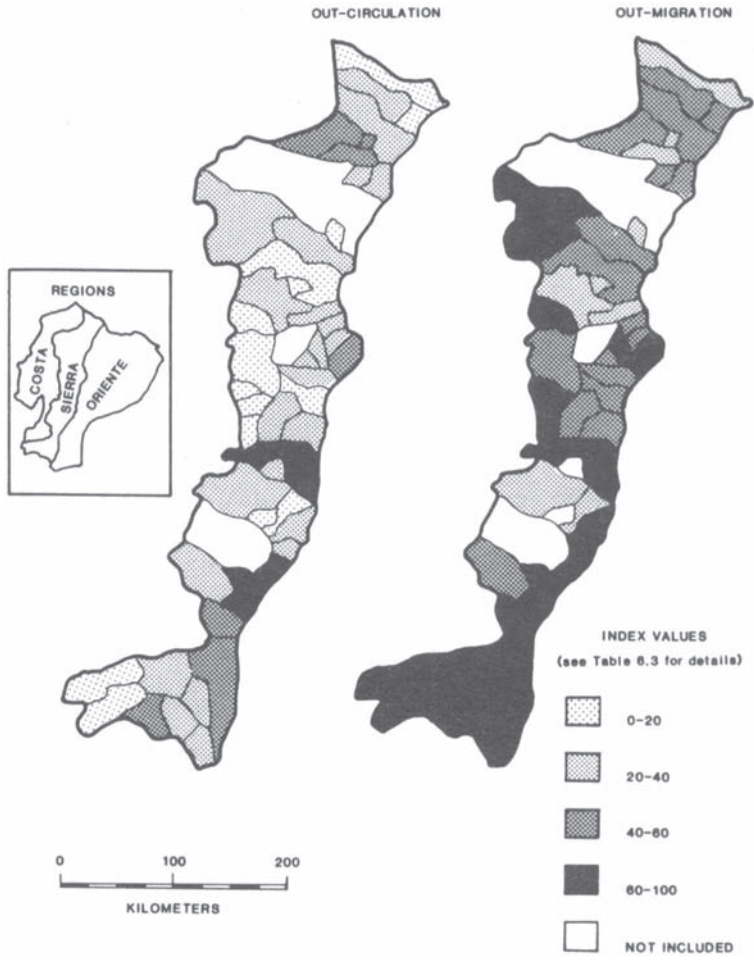 OUT-CIRCULATION
OUT-MIGRATION
REGIONS
COSTA
SIERRA
ORIENTE
INDEX VALUES
(see Table 6.3 for details)
0-20
20-40
40-60
60-100
NOT INCLUDED
0 100 200
KILOMETERS